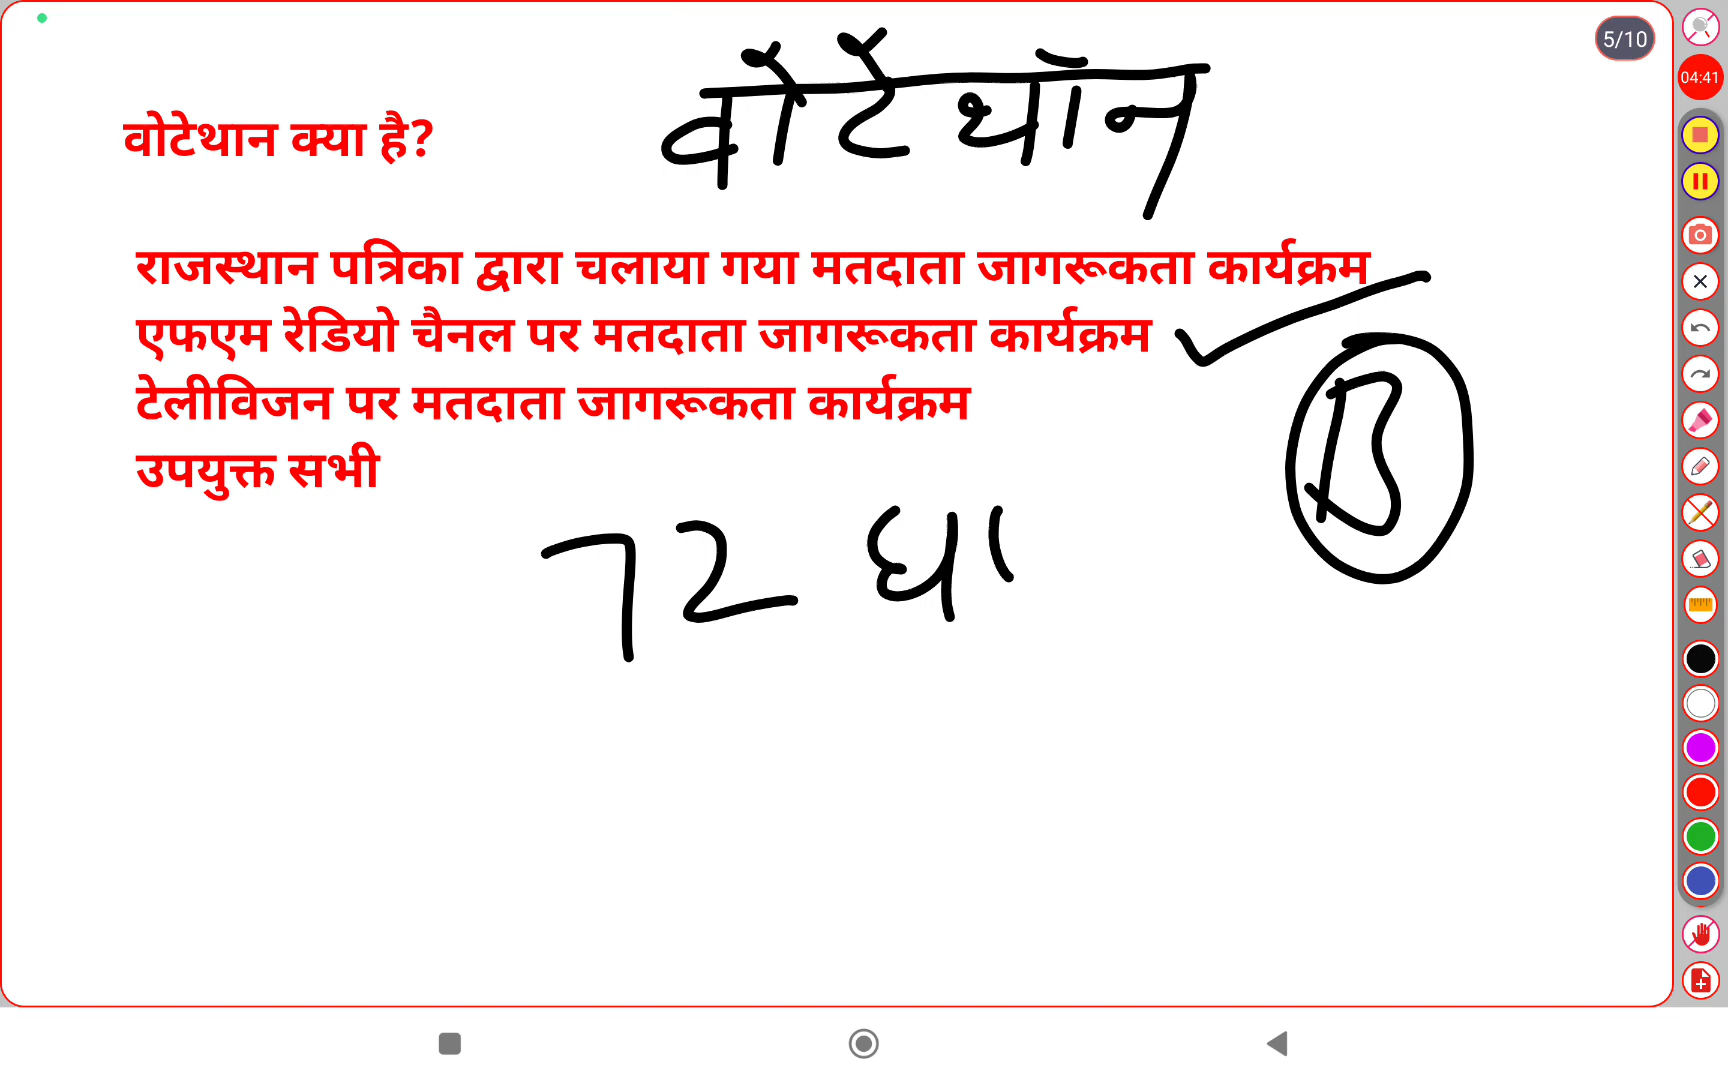 5/10
04:41
वोटेथॉन
वोटेथान क्या है?
राजस्थान पत्रिका द्वारा चलाया गया मतदाता जागरूकता कार्यक्रम
एफएम रेडियो चैनल पर मतदाता जागरूकता कार्यक्रम
टेलीविजन पर मतदाता जागरूकता कार्यक्रम
उपयुक्त सभी
B
72